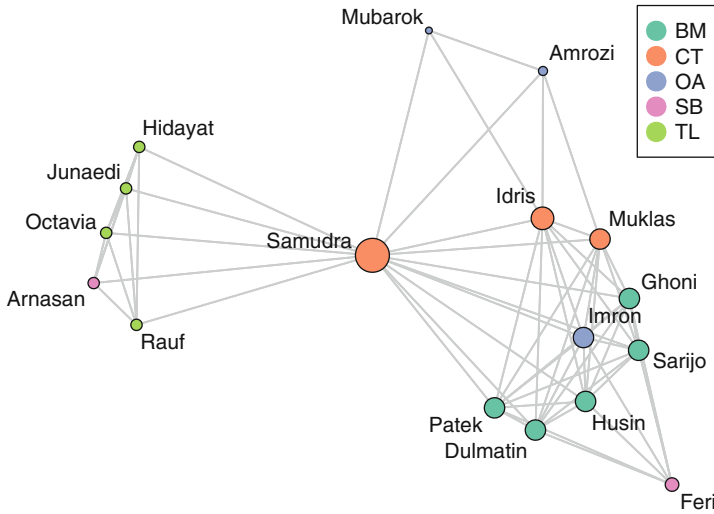 Mubarok
Amrozi
BM
CT
OA
SB
TL
Hidayat
Junaedi
Octavia
Arnasan
Rauf
Samudra
Idris
Muklas
Ghoni
Imron
Sarijo
Husin
Patek
Dulmatin
Feri